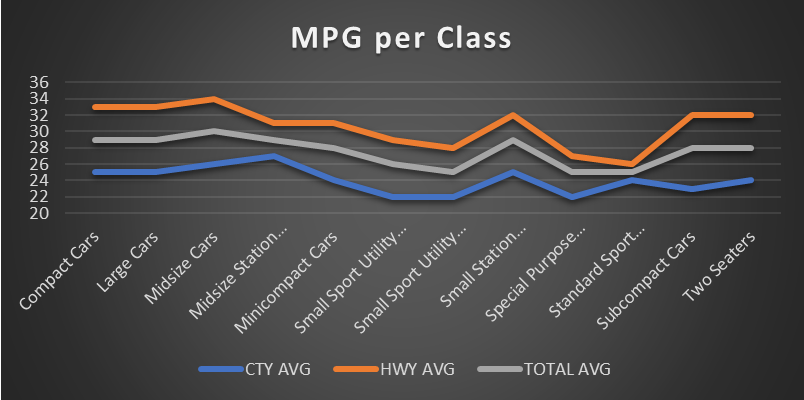 MPG per Class
36
34
32
30
28
26
24
22
20
Compact Cars
Large Cars
Midsize Cars
Midsize Station...
Minicompact Cars
Small Sport Utility...
Small Sport Utility...
Small Station...
Special Purpose...
Standard Sport...
Subcompact Cars
Two Seaters
CTY AVG HWY AVG TOTAL AVG